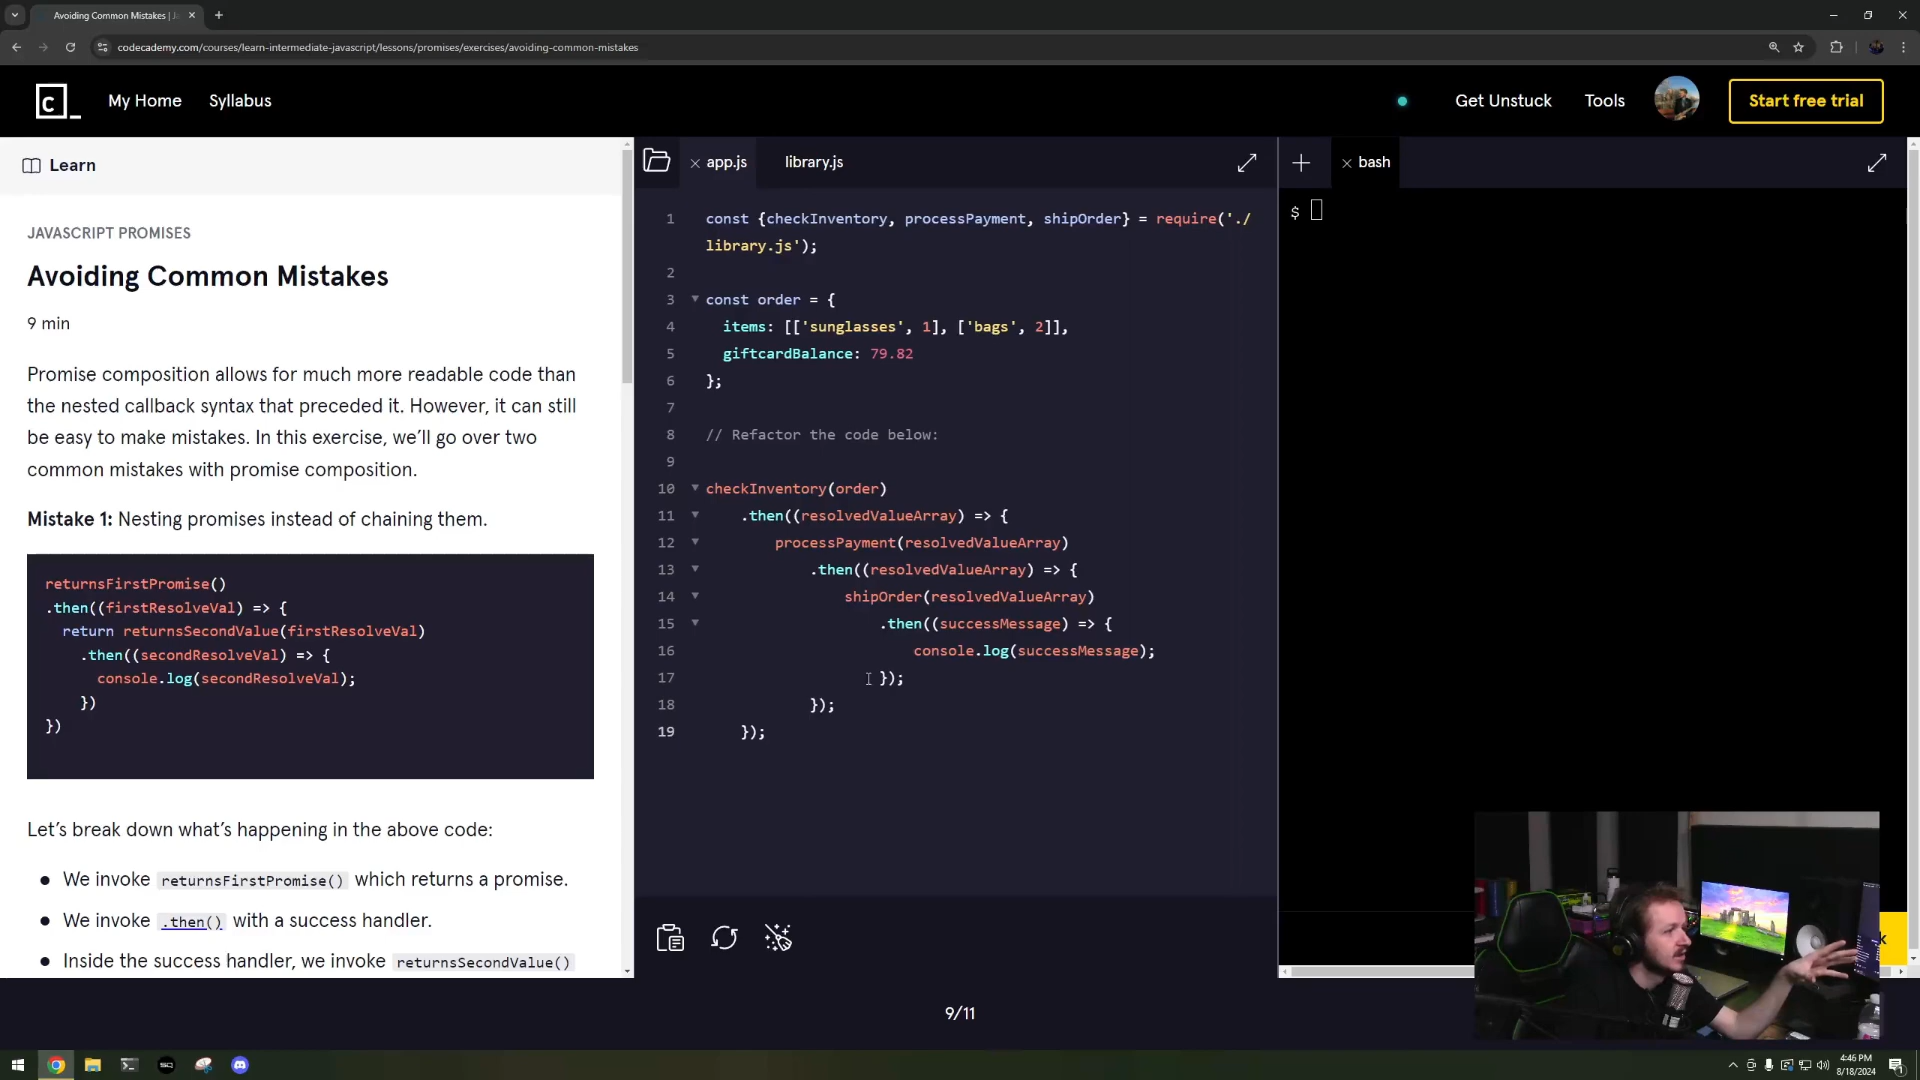 Avoiding Common Mistakes | J
codecademy.com/courses/learn-intermediate-javascript/lessons/promises/exercises/avoiding-common-mistakes
c_
My Home
Syllabus
Get Unstuck
Tools
Start free trial
Learn
JAVASCRIPT PROMISES
Avoiding Common Mistakes
9 min
Promise composition allows for much more readable code than
the nested callback syntax that preceded it. However, it can still
be easy to make mistakes. In this exercise, we’ll go over two
common mistakes with promise composition.
Mistake 1: Nesting promises instead of chaining them.
returnsFirstPromise()
.then((firstResolveVal) => {
  return returnsSecondValue(firstResolveVal)
    .then((secondResolveVal) => {
      console.log(secondResolveVal);
    })
})
Let’s break down what’s happening in the above code:
• We invoke returnsFirstPromise() which returns a promise.
• We invoke .then() with a success handler.
• Inside the success handler, we invoke returnsSecondValue()
app.js
library.js
1 const {checkInventory, processPayment, shipOrder} = require('./
library.js');
2
3 const order = {
4   items: [['sunglasses', 1], ['bags', 2]],
5   giftcardBalance: 79.82
6 };
7
8 // Refactor the code below:
9
10 checkInventory(order)
11     .then((resolvedValueArray) => {
12         processPayment(resolvedValueArray)
13             .then((resolvedValueArray) => {
14                 shipOrder(resolvedValueArray)
15                     .then((successMessage) => {
16                         console.log(successMessage);
17                     });
18             });
19     });
bash
$
9/11
4:46 PM
8/18/2024